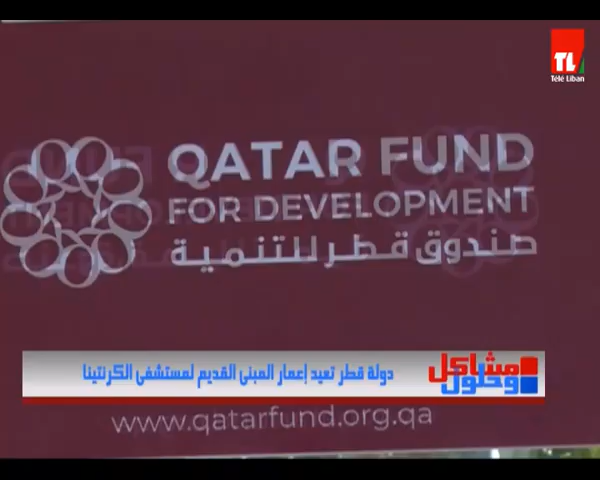 TL
Télé Liban
QATAR FUND
FOR DEVELOPMENT
صندوق قطر للتنمية
مشاكل
وحلول
دولة قطر تعيد إعمار المبنى القديم لمستشفى الكرنتينا
www.qatarfund.org.qa